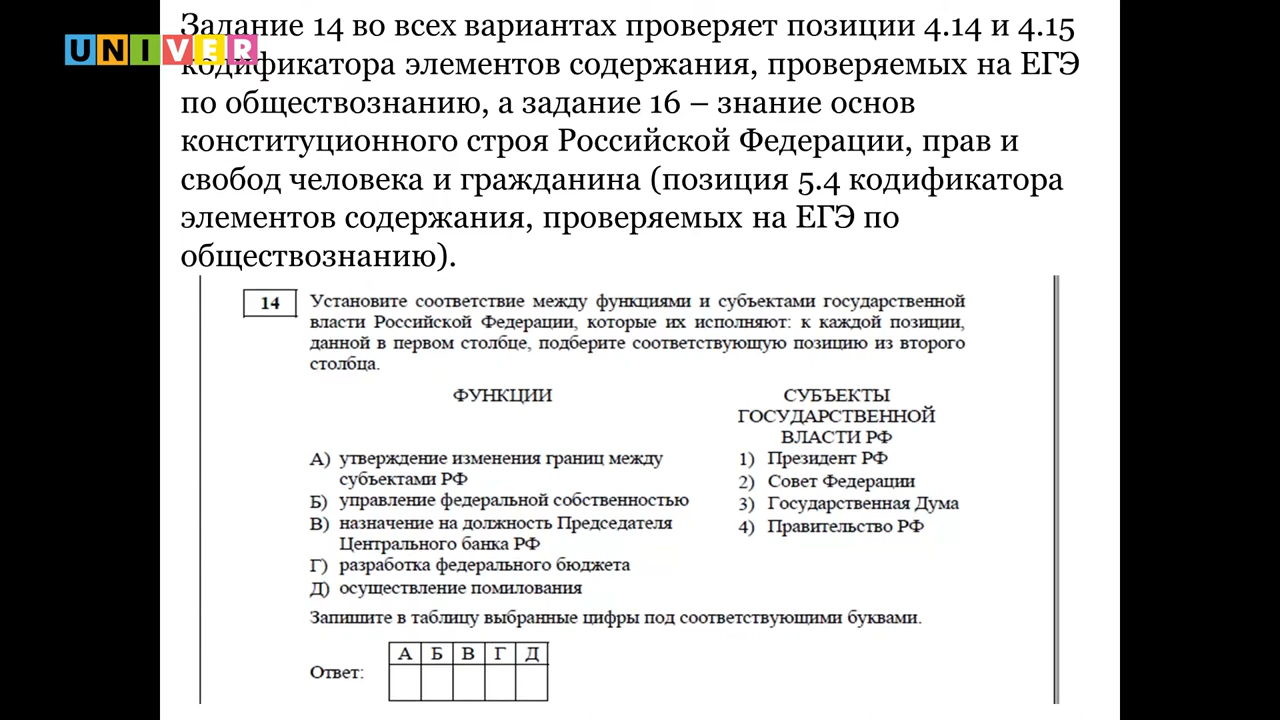 Задание 14 во всех вариантах проверяет позиции 4.14 и 4.15
UNIVER
кодификатора элементов содержания, проверяемых на ЕГЭ
по обществознанию, а задание 16 – знание основ
конституционного строя Российской Федерации, прав и
свобод человека и гражданина (позиция 5.4 кодификатора
элементов содержания, проверяемых на ЕГЭ по
обществознанию).
14 Установите соответствие между функциями и субъектами государственной
власти Российской Федерации, которые их исполняют: к каждой позиции,
данной в первом столбце, подберите соответствующую позицию из второго
столбца.
ФУНКЦИИ
А) утверждение изменения границ между
субъектами РФ
Б) управление федеральной собственностью
В) назначение на должность Председателя
Центрального банка РФ
Г) разработка федерального бюджета
Д) осуществление помилования
СУБЪЕКТЫ
ГОСУДАРСТВЕННОЙ
ВЛАСТИ РФ
1) Президент РФ
2) Совет Федерации
3) Государственная Дума
4) Правительство РФ
Запишите в таблицу выбранные цифры под соответствующими буквами.
Ответ:
А Б В Г Д